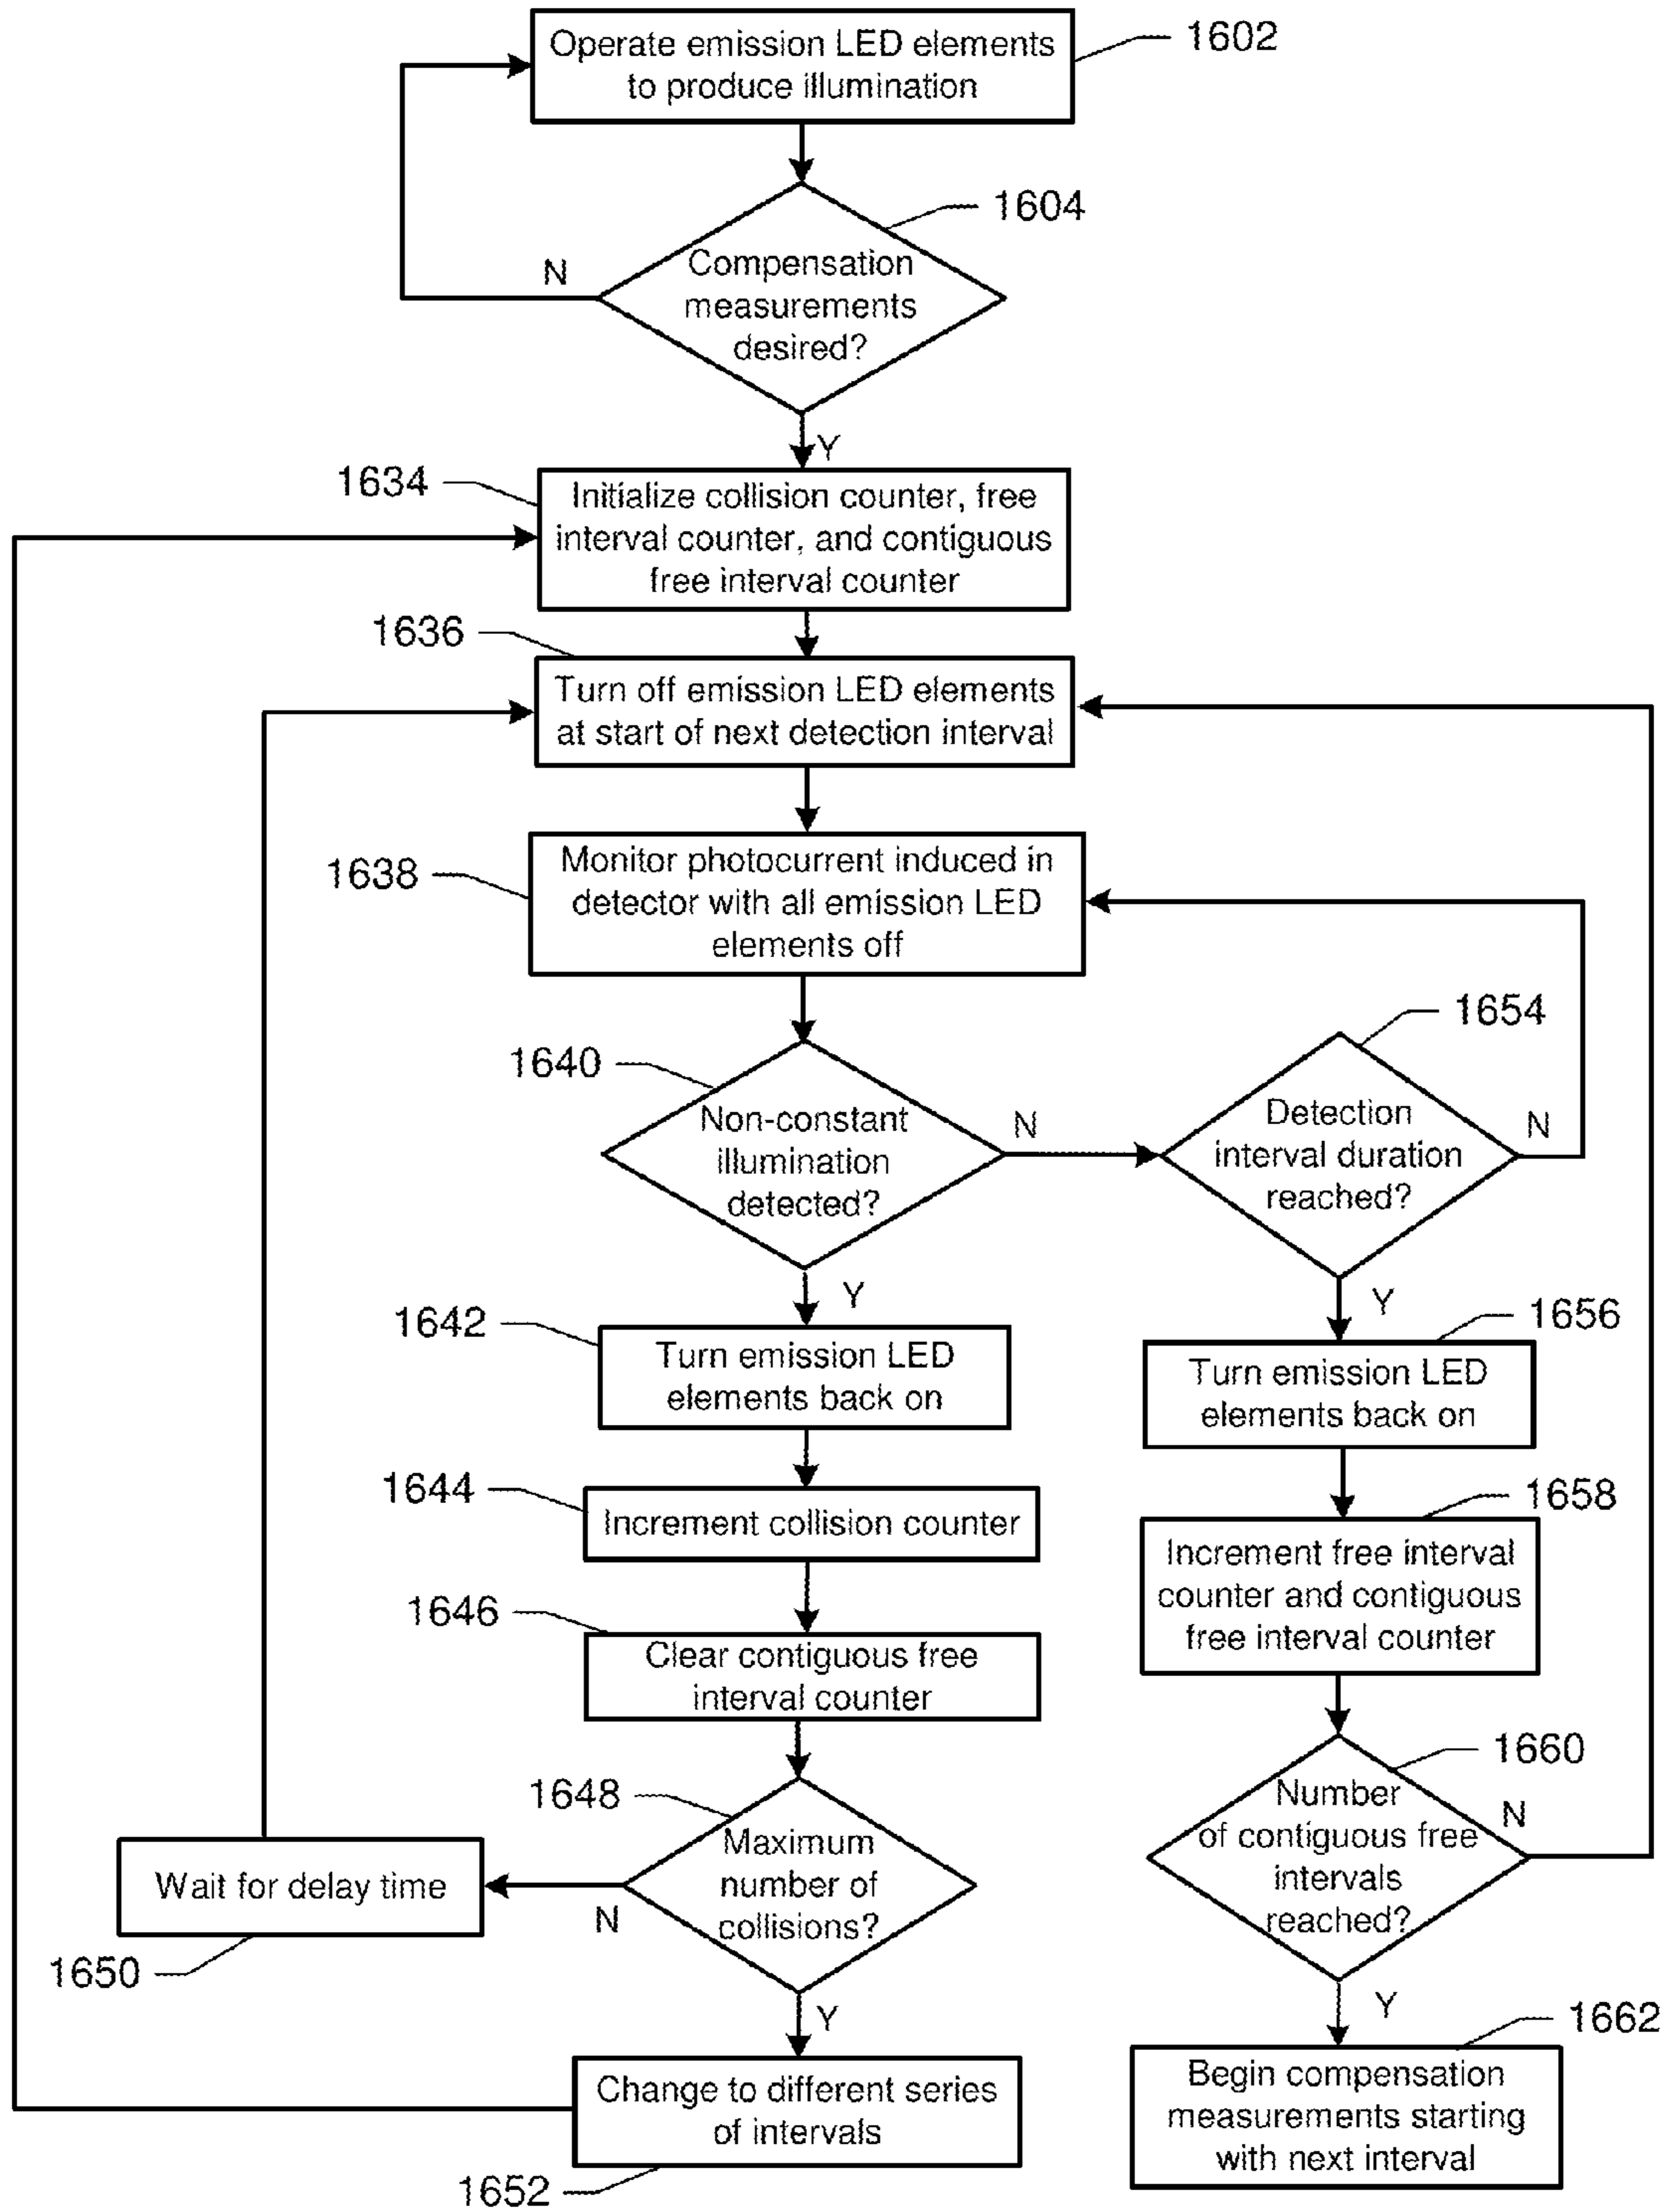 Operate emission LED elements
to produce illumination
1602
1604
Compensation
measurements
desired?
N
Y
1634
Initialize collision counter, free
interval counter, and contiguous
free interval counter
1636
Turn off emission LED elements
at start of next detection interval
1638
Monitor photocurrent induced in
detector with all emission LED
elements off
1640
Non-constant
illumination
detected?
N
Y
1654
Detection
interval duration
reached?
N
Y
1642
Turn emission LED
elements back on
1656
Turn emission LED
elements back on
1644
Increment collision counter
1658
Increment free interval
counter and contiguous
free interval counter
1646
Clear contiguous free
interval counter
1648
Maximum
number of
collisions?
N
Y
1660
Number
of contiguous free
intervals
reached?
N
Y
Wait for delay time
1650
Change to different series
of intervals
1652
1662
Begin compensation
measurements starting
with next interval